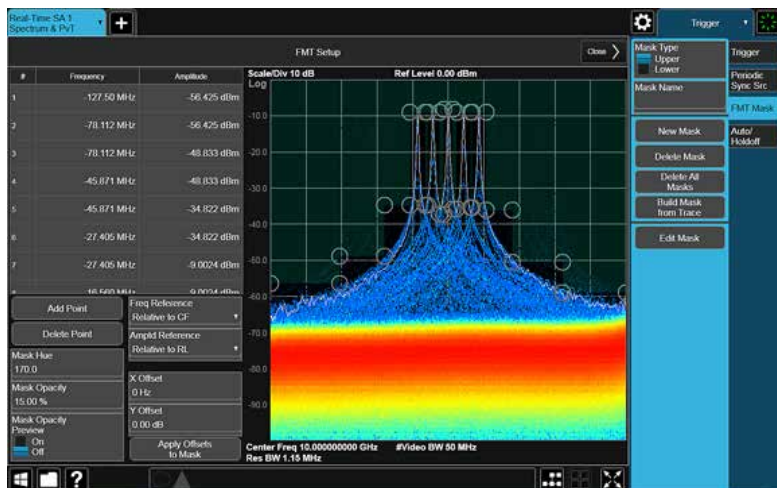 Real-Time SA 1
Spectrum & PvT
Trigger
FMT Setup
Close
# Frequency Amplitude
1 -127.50 MHz -56.425 dBm
2 -78.112 MHz -56.425 dBm
3 -78.112 MHz -48.833 dBm
4 -45.871 MHz -48.833 dBm
5 -45.871 MHz -34.822 dBm
6 -27.405 MHz -34.822 dBm
7 -27.405 MHz -9.0024 dBm
-16.560 MHz -9.0024 dBm
Add Point
Delete Point
Mask Hue
170.0
Mask Opacity
15.00 %
Mask Opacity
Preview
On
Off
Freq Reference
Relative to CF
Ampld Reference
Relative to RL
X Offset
0 Hz
Y Offset
0.00 dB
Apply Offsets
to Mask
Scale/Div 10 dB
Ref Level 0.00 dBm
Log
-10.0
-20.0
-30.0
-40.0
-50.0
-60.0
-70.0
-80.0
-90.0
Center Freq 10.000000000 GHz
#Video BW 50 MHz
Res BW 1.15 MHz
Mask Type
Upper
Lower
Mask Name
New Mask
Delete Mask
Delete All
Masks
Build Mask
from Trace
Edit Mask
Trigger
Periodic
Sync Src
FMT Mask
Auto/
Holdoff
?